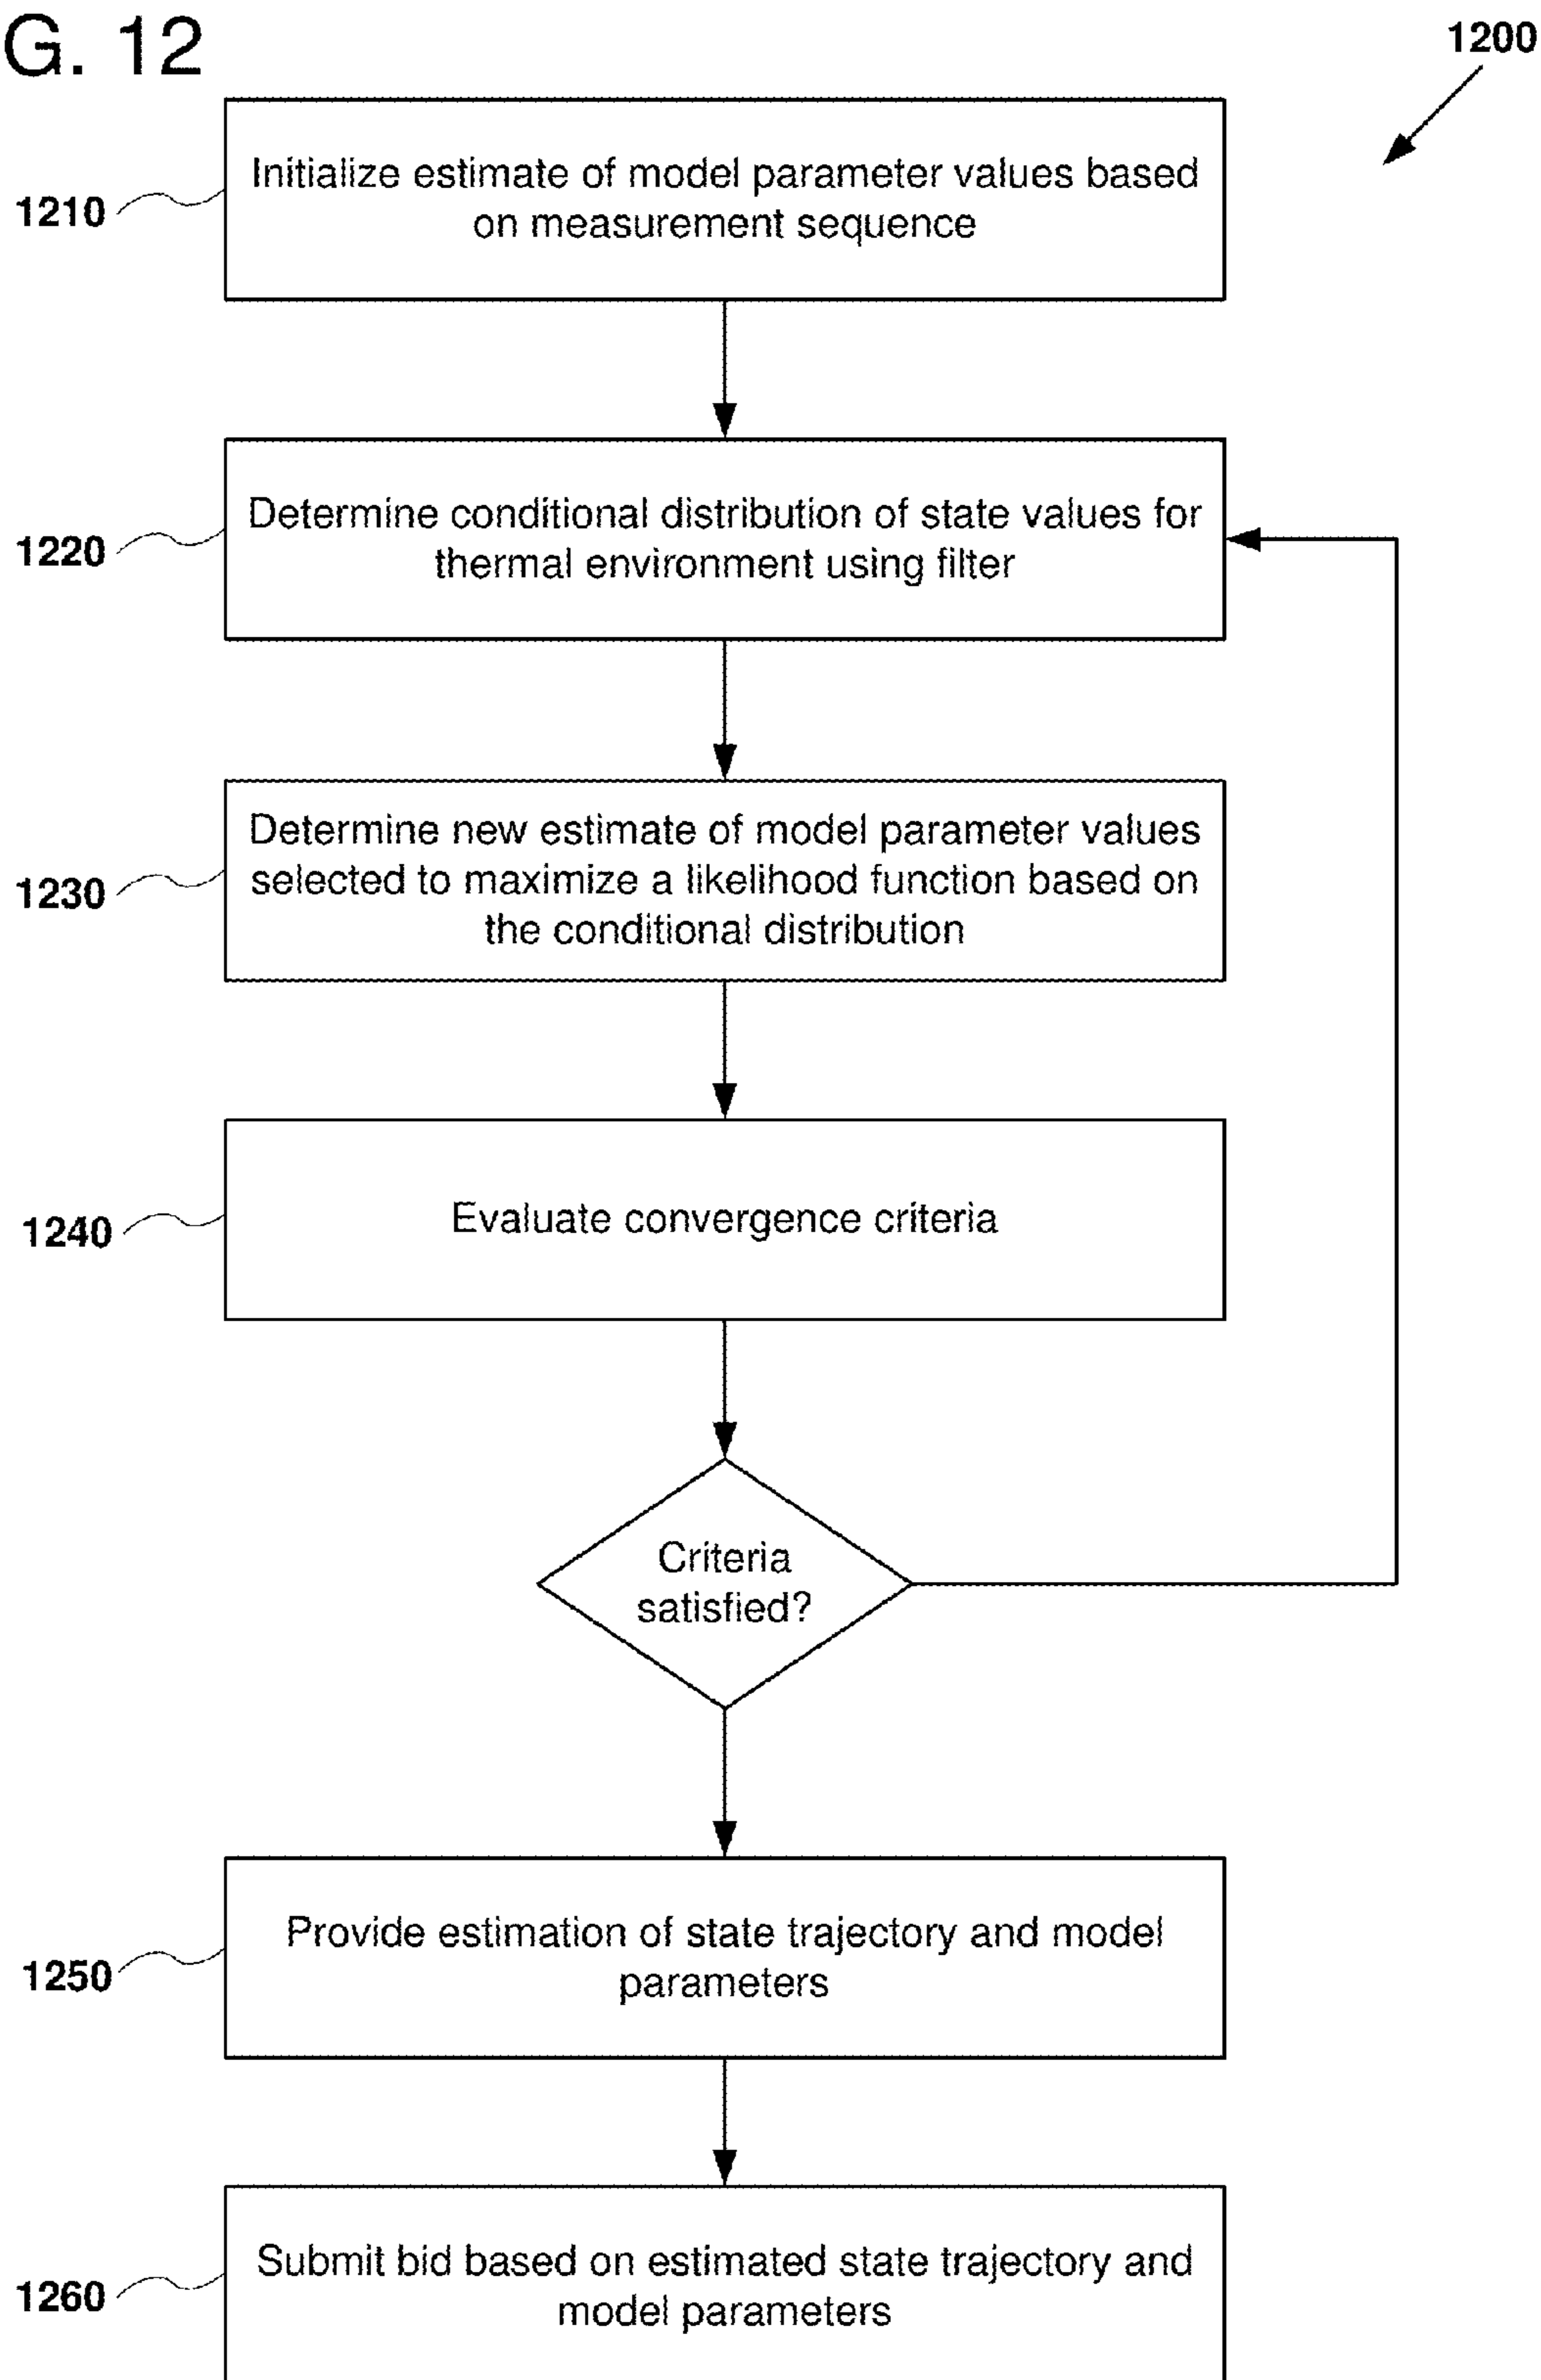 G. 12
1200
1210
Initialize estimate of model parameter values based
on measurement sequence
1220
Determine conditional distribution of state values for
thermal environment using filter
1230
Determine new estimate of model parameter values
selected to maximize a likelihood function based on
the conditional distribution
1240
Evaluate convergence criteria
Criteria
satisfied?
1250
Provide estimation of state trajectory and model
parameters
1260
Submit bid based on estimated state trajectory and
model parameters